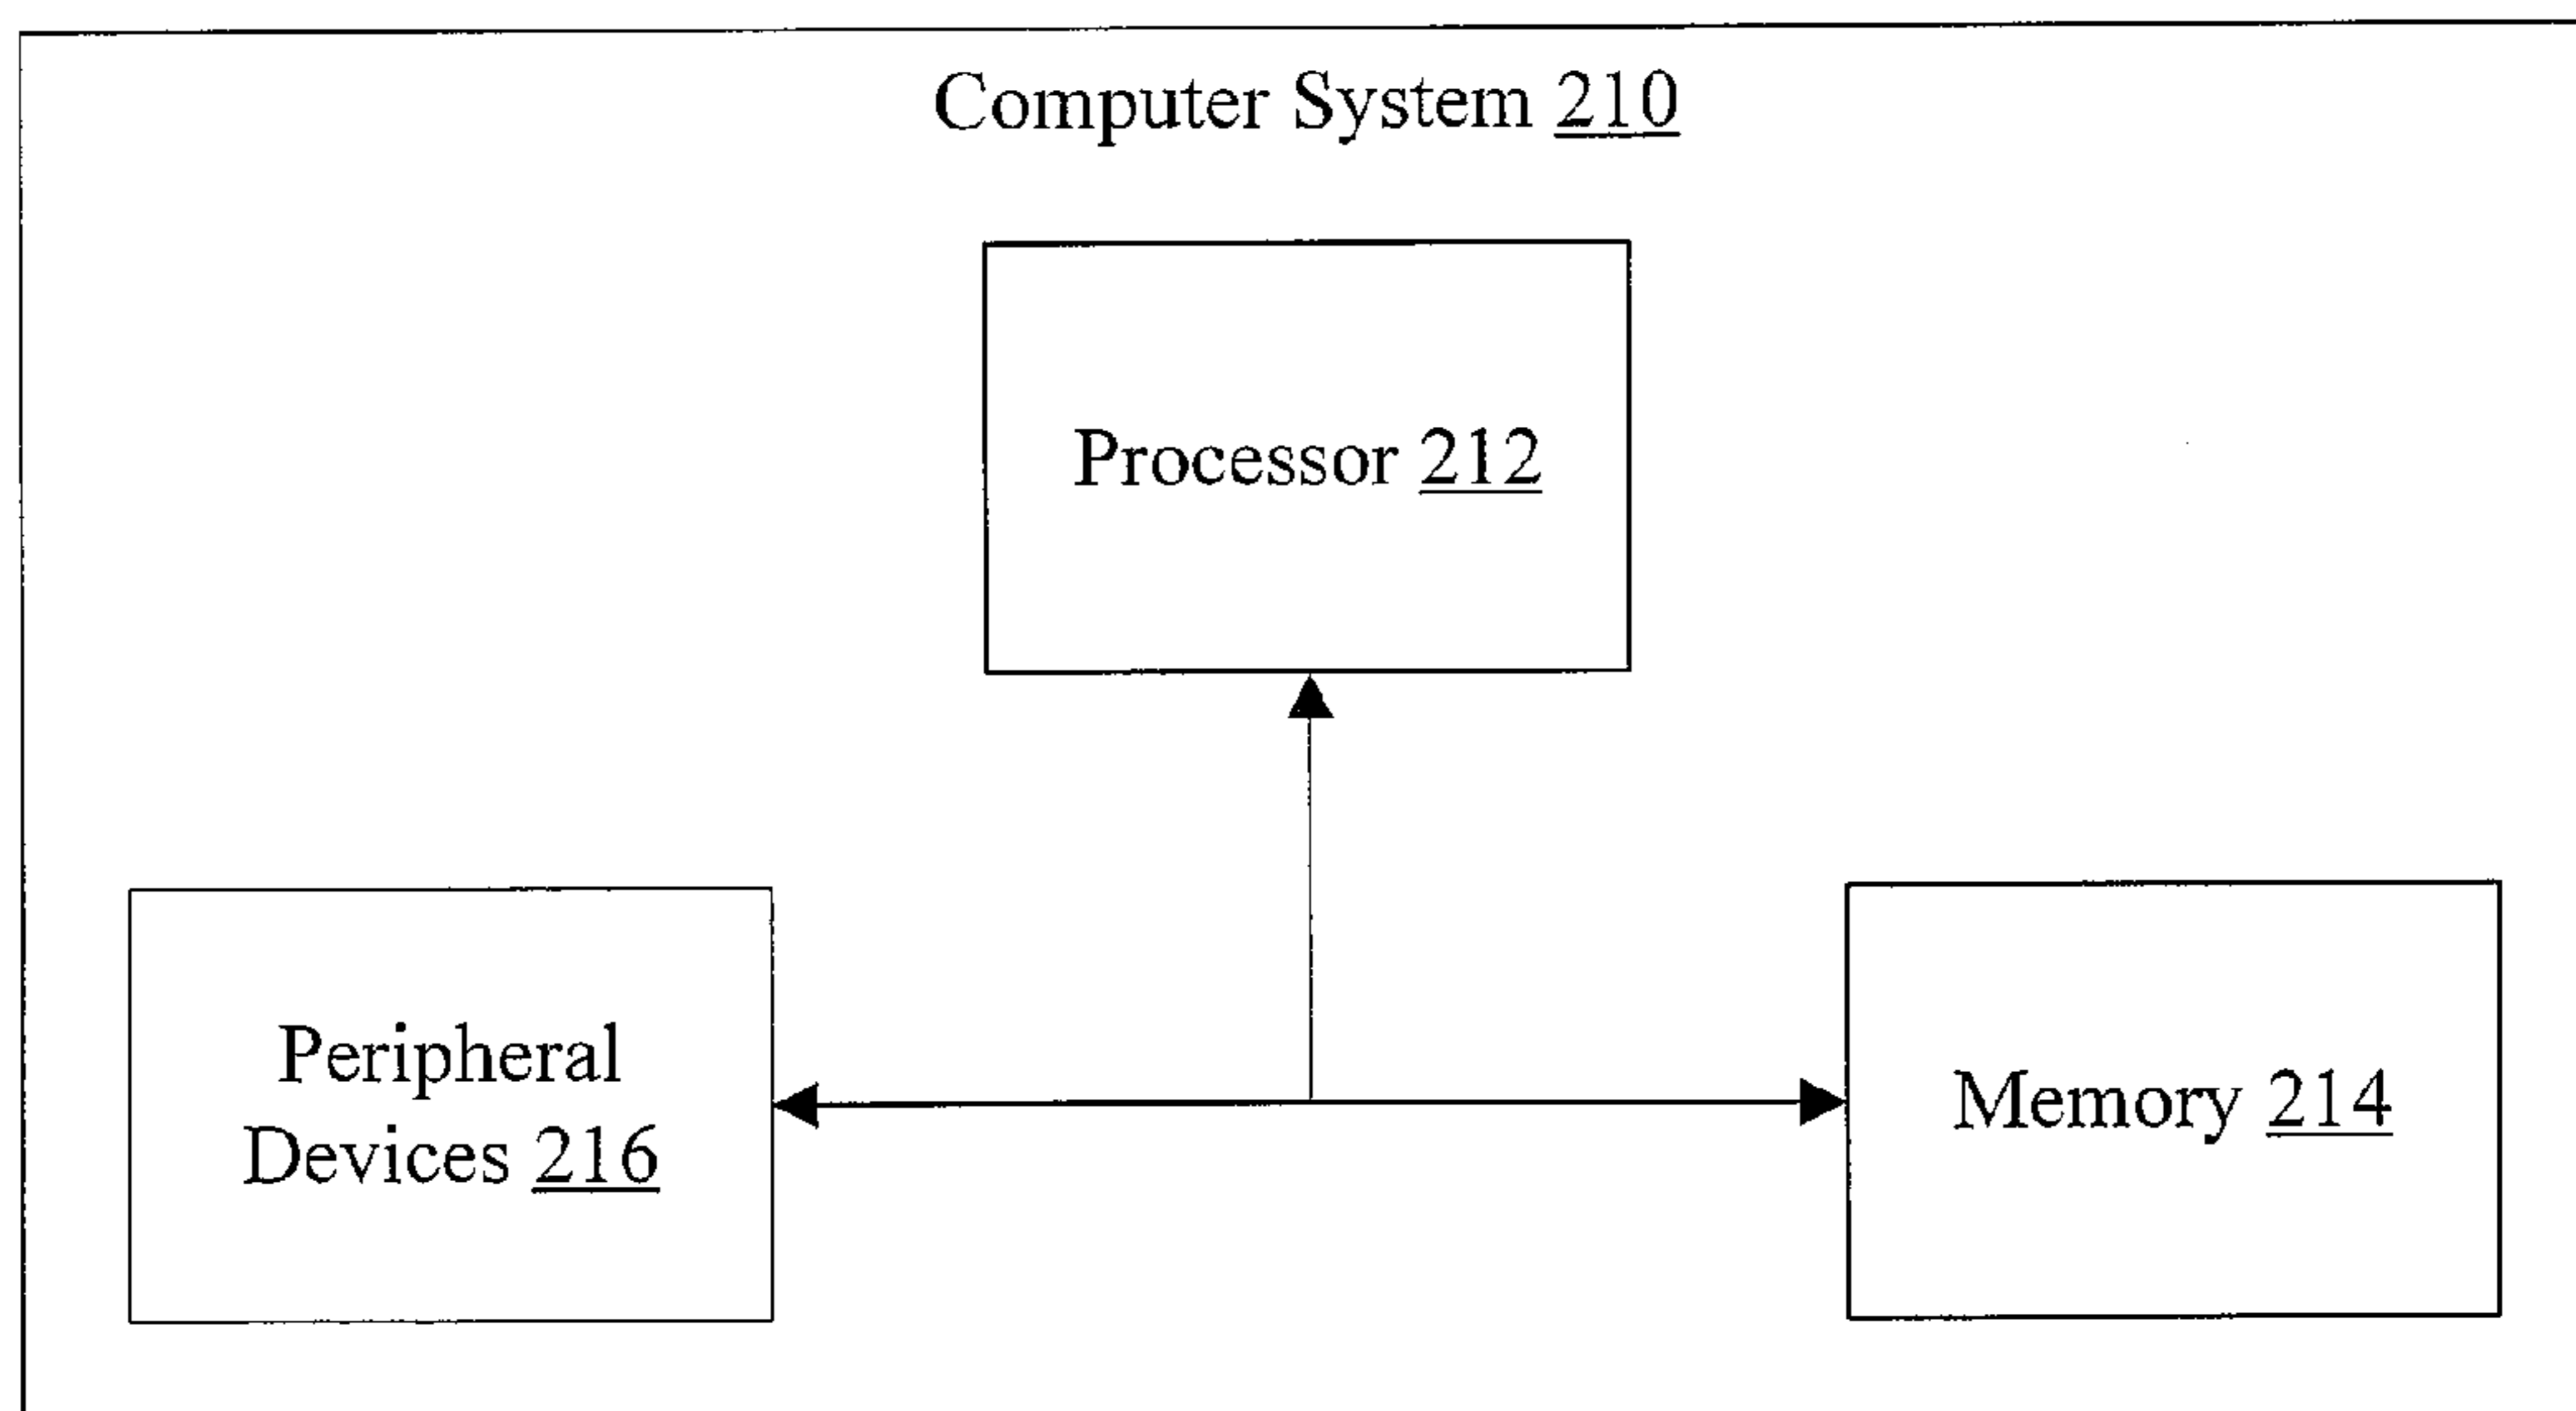 Computer System 210
Processor 212
Peripheral
Devices 216
Memory 214